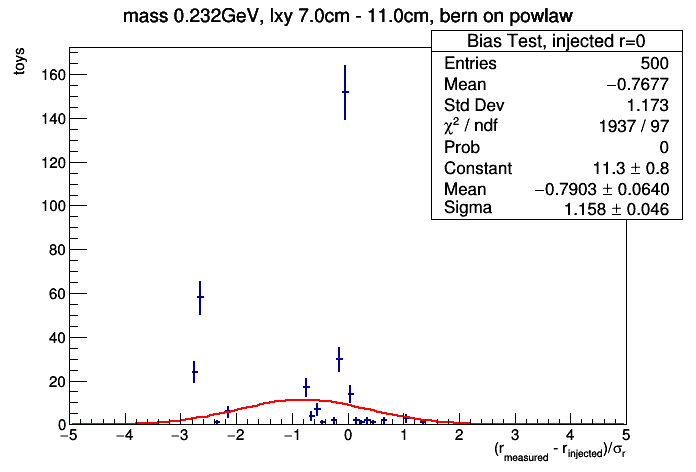 mass 0.232GeV, lxy 7.0cm - 11.0cm, bern on powlaw
toys
Bias Test, injected r=0
Entries 500
Mean −0.7677
Std Dev 1.173
χ² / ndf 1937 / 97
Prob 0
Constant 11.3 ± 0.8
Mean −0.7903 ± 0.0640
Sigma 1.158 ± 0.046
160
140
120
100
80
60
40
20
0
−5 −4 −3 −2 −1 0 1 2 3 4 5
(r_measured - r_injected)/σ_r